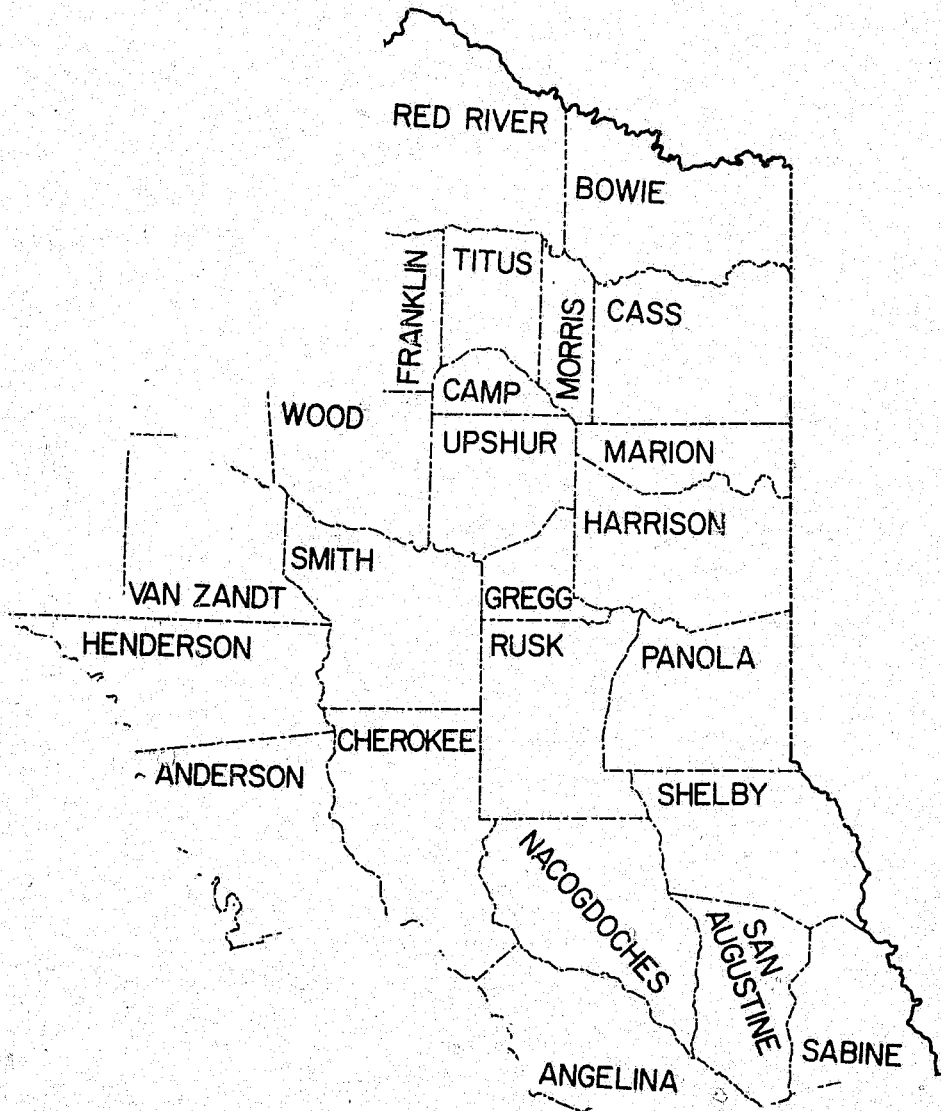 RED RIVER
BOWIE
FRANKLIN
TITUS
MORRIS
CASS
CAMP
WOOD
UPSHUR
MARION
HARRISON
SMITH
VAN ZANDT
GREGG
HENDERSON
RUSK
PANOLA
CHEROKEE
ANDERSON
SHELBY
NACOGDOCHES
SAN
AUGUSTINE
SABINE
ANGELINA